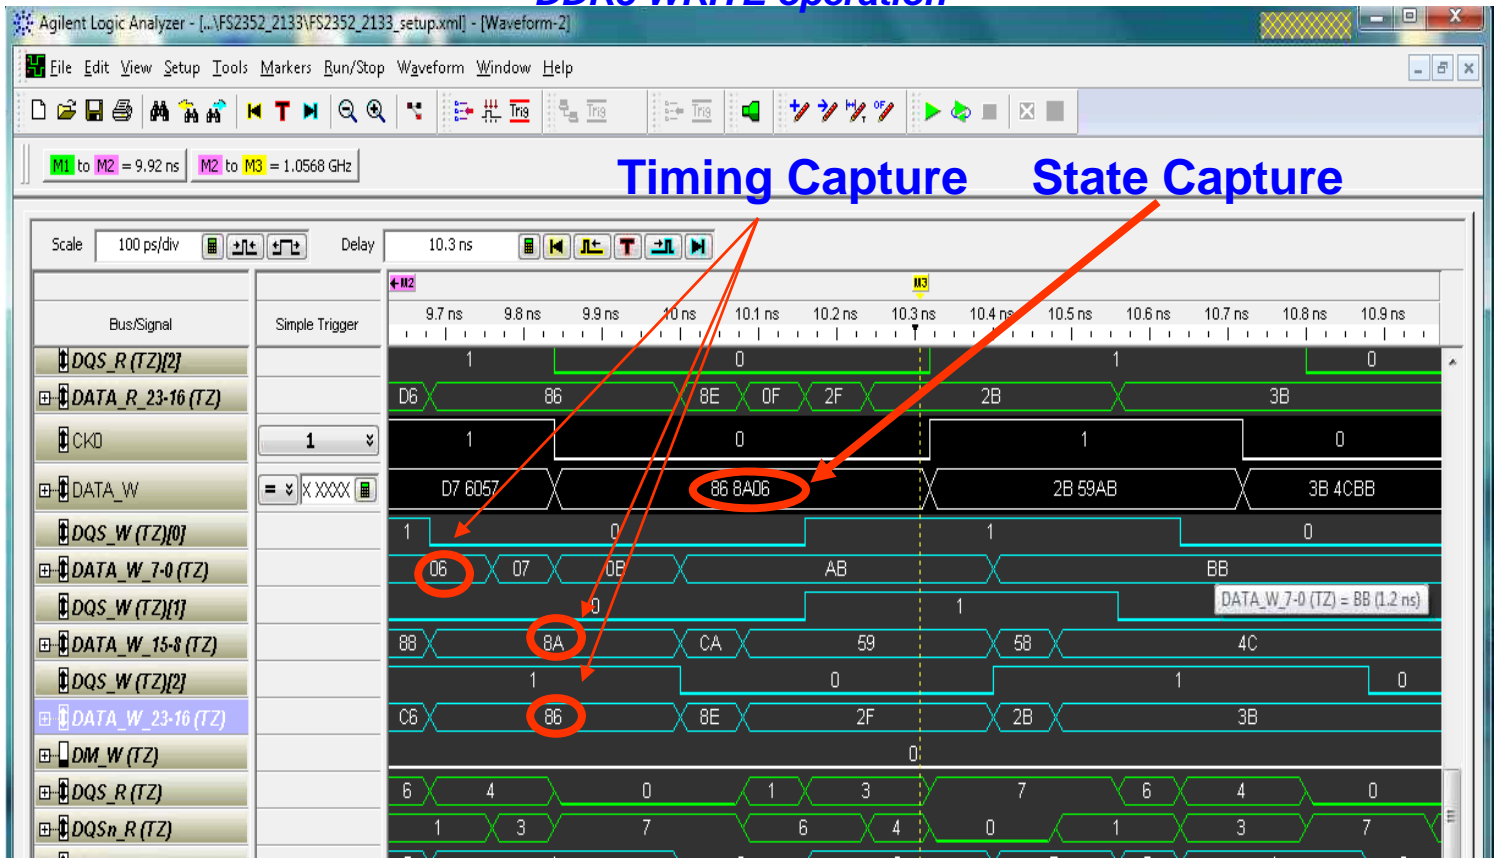 DDR3 WRITE operation
Agilent Logic Analyzer - [...\FS2352_2133\FS2352_2133_setup.xml] - [Waveform-2]
File Edit View Setup Tools Markers Run/Stop Waveform Window Help
M1 to M2 = 9.92 ns M2 to M3 = 1.0568 GHz
Timing Capture State Capture
Scale 100 ps/div Delay 10.3 ns
M2 M3
Bus/Signal Simple Trigger 9.7 ns 9.8 ns 9.9 ns 10 ns 10.1 ns 10.2 ns 10.3 ns 10.4 ns 10.5 ns 10.6 ns 10.7 ns 10.8 ns 10.9 ns
DQS_R (TZ)[2] 1 0 1 0
DATA_R_23-16 (TZ) D6 86 8E 0F 2F 2B 3B
CK0 1 1 0 1 0
DATA_W = X XXXX D7 6057 86 8A06 2B 59AB 3B 4CBB
DQS_W (TZ)[0] 1 0 1 0
DATA_W_7-0 (TZ) 06 07 0B AB BB
DQS_W (TZ)[1] 0 1 DATA_W_7-0 (TZ) = BB (1.2 ns)
DATA_W_15-8 (TZ) 88 8A CA 59 58 4C
DQS_W (TZ)[2] 1 0 1 0
DATA_W_23-16 (TZ) C6 86 8E 2F 2B 3B
DM_W (TZ) 0
DQS_R (TZ) 6 4 0 1 3 7 6 4 0
DQSn_R (TZ) 1 3 7 6 4 0 1 3 7